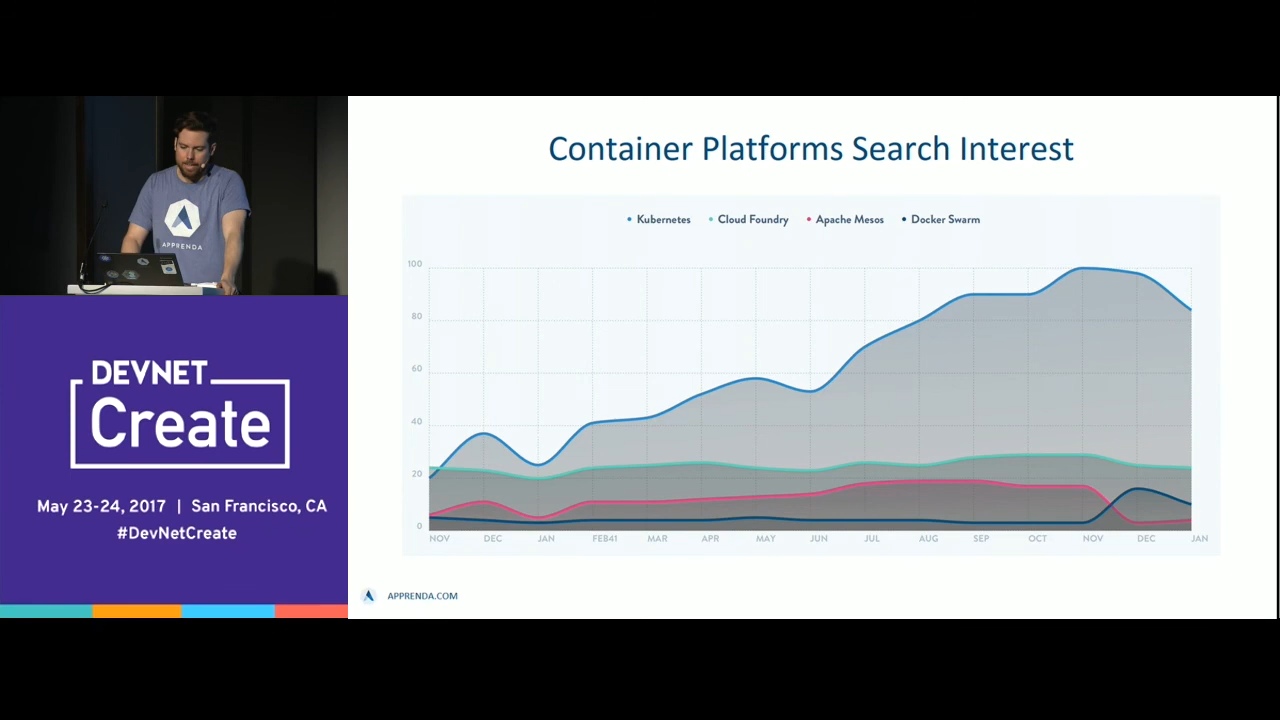 APPRENDA
DEVNET
Create
May 23-24, 2017 | San Francisco, CA
#DevNetCreate
Container Platforms Search Interest
Kubernetes Cloud Foundry Apache Mesos Docker Swarm
100
80
60
40
20
0
NOV DEC JAN FEB41 MAR APR MAY JUN JUL AUG SEP OCT NOV DEC JAN
APPRENDA.COM